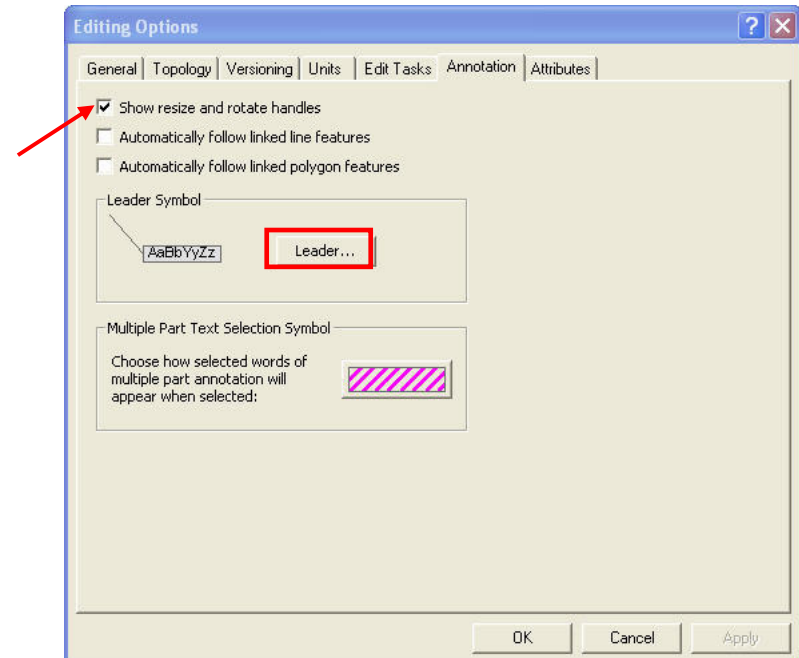 Editing Options
General Topology Versioning Units Edit Tasks Annotation Attributes
Show resize and rotate handles
Automatically follow linked line features
Automatically follow linked polygon features
Leader Symbol
AaBbYyZz Leader...
Multiple Part Text Selection Symbol
Choose how selected words of
multiple part annotation will
appear when selected:
OK Cancel Apply